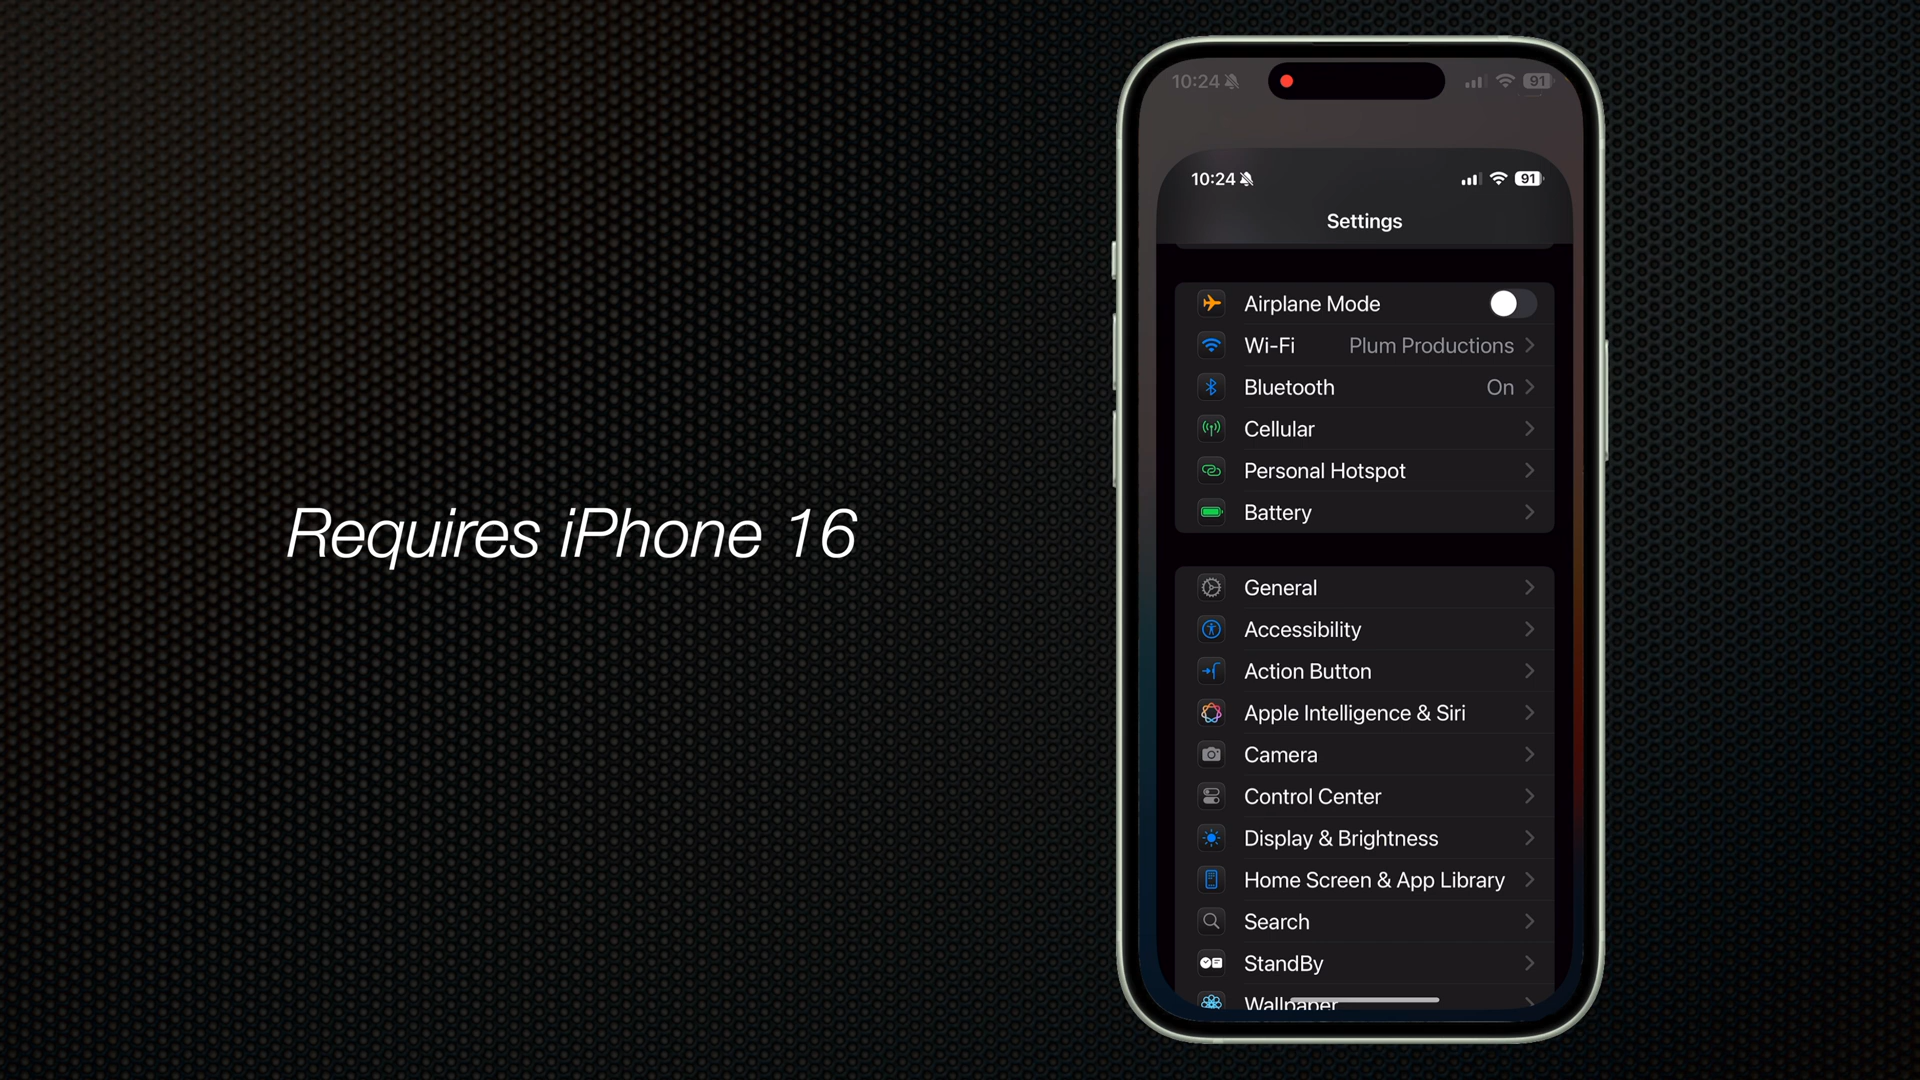 Requires iPhone 16
10:24
91
10:24
91
Settings
Airplane Mode
Wi-Fi Plum Productions
Bluetooth On
Cellular
Personal Hotspot
Battery
General
Accessibility
Action Button
Apple Intelligence & Siri
Camera
Control Center
Display & Brightness
Home Screen & App Library
Search
StandBy
Wallpaper